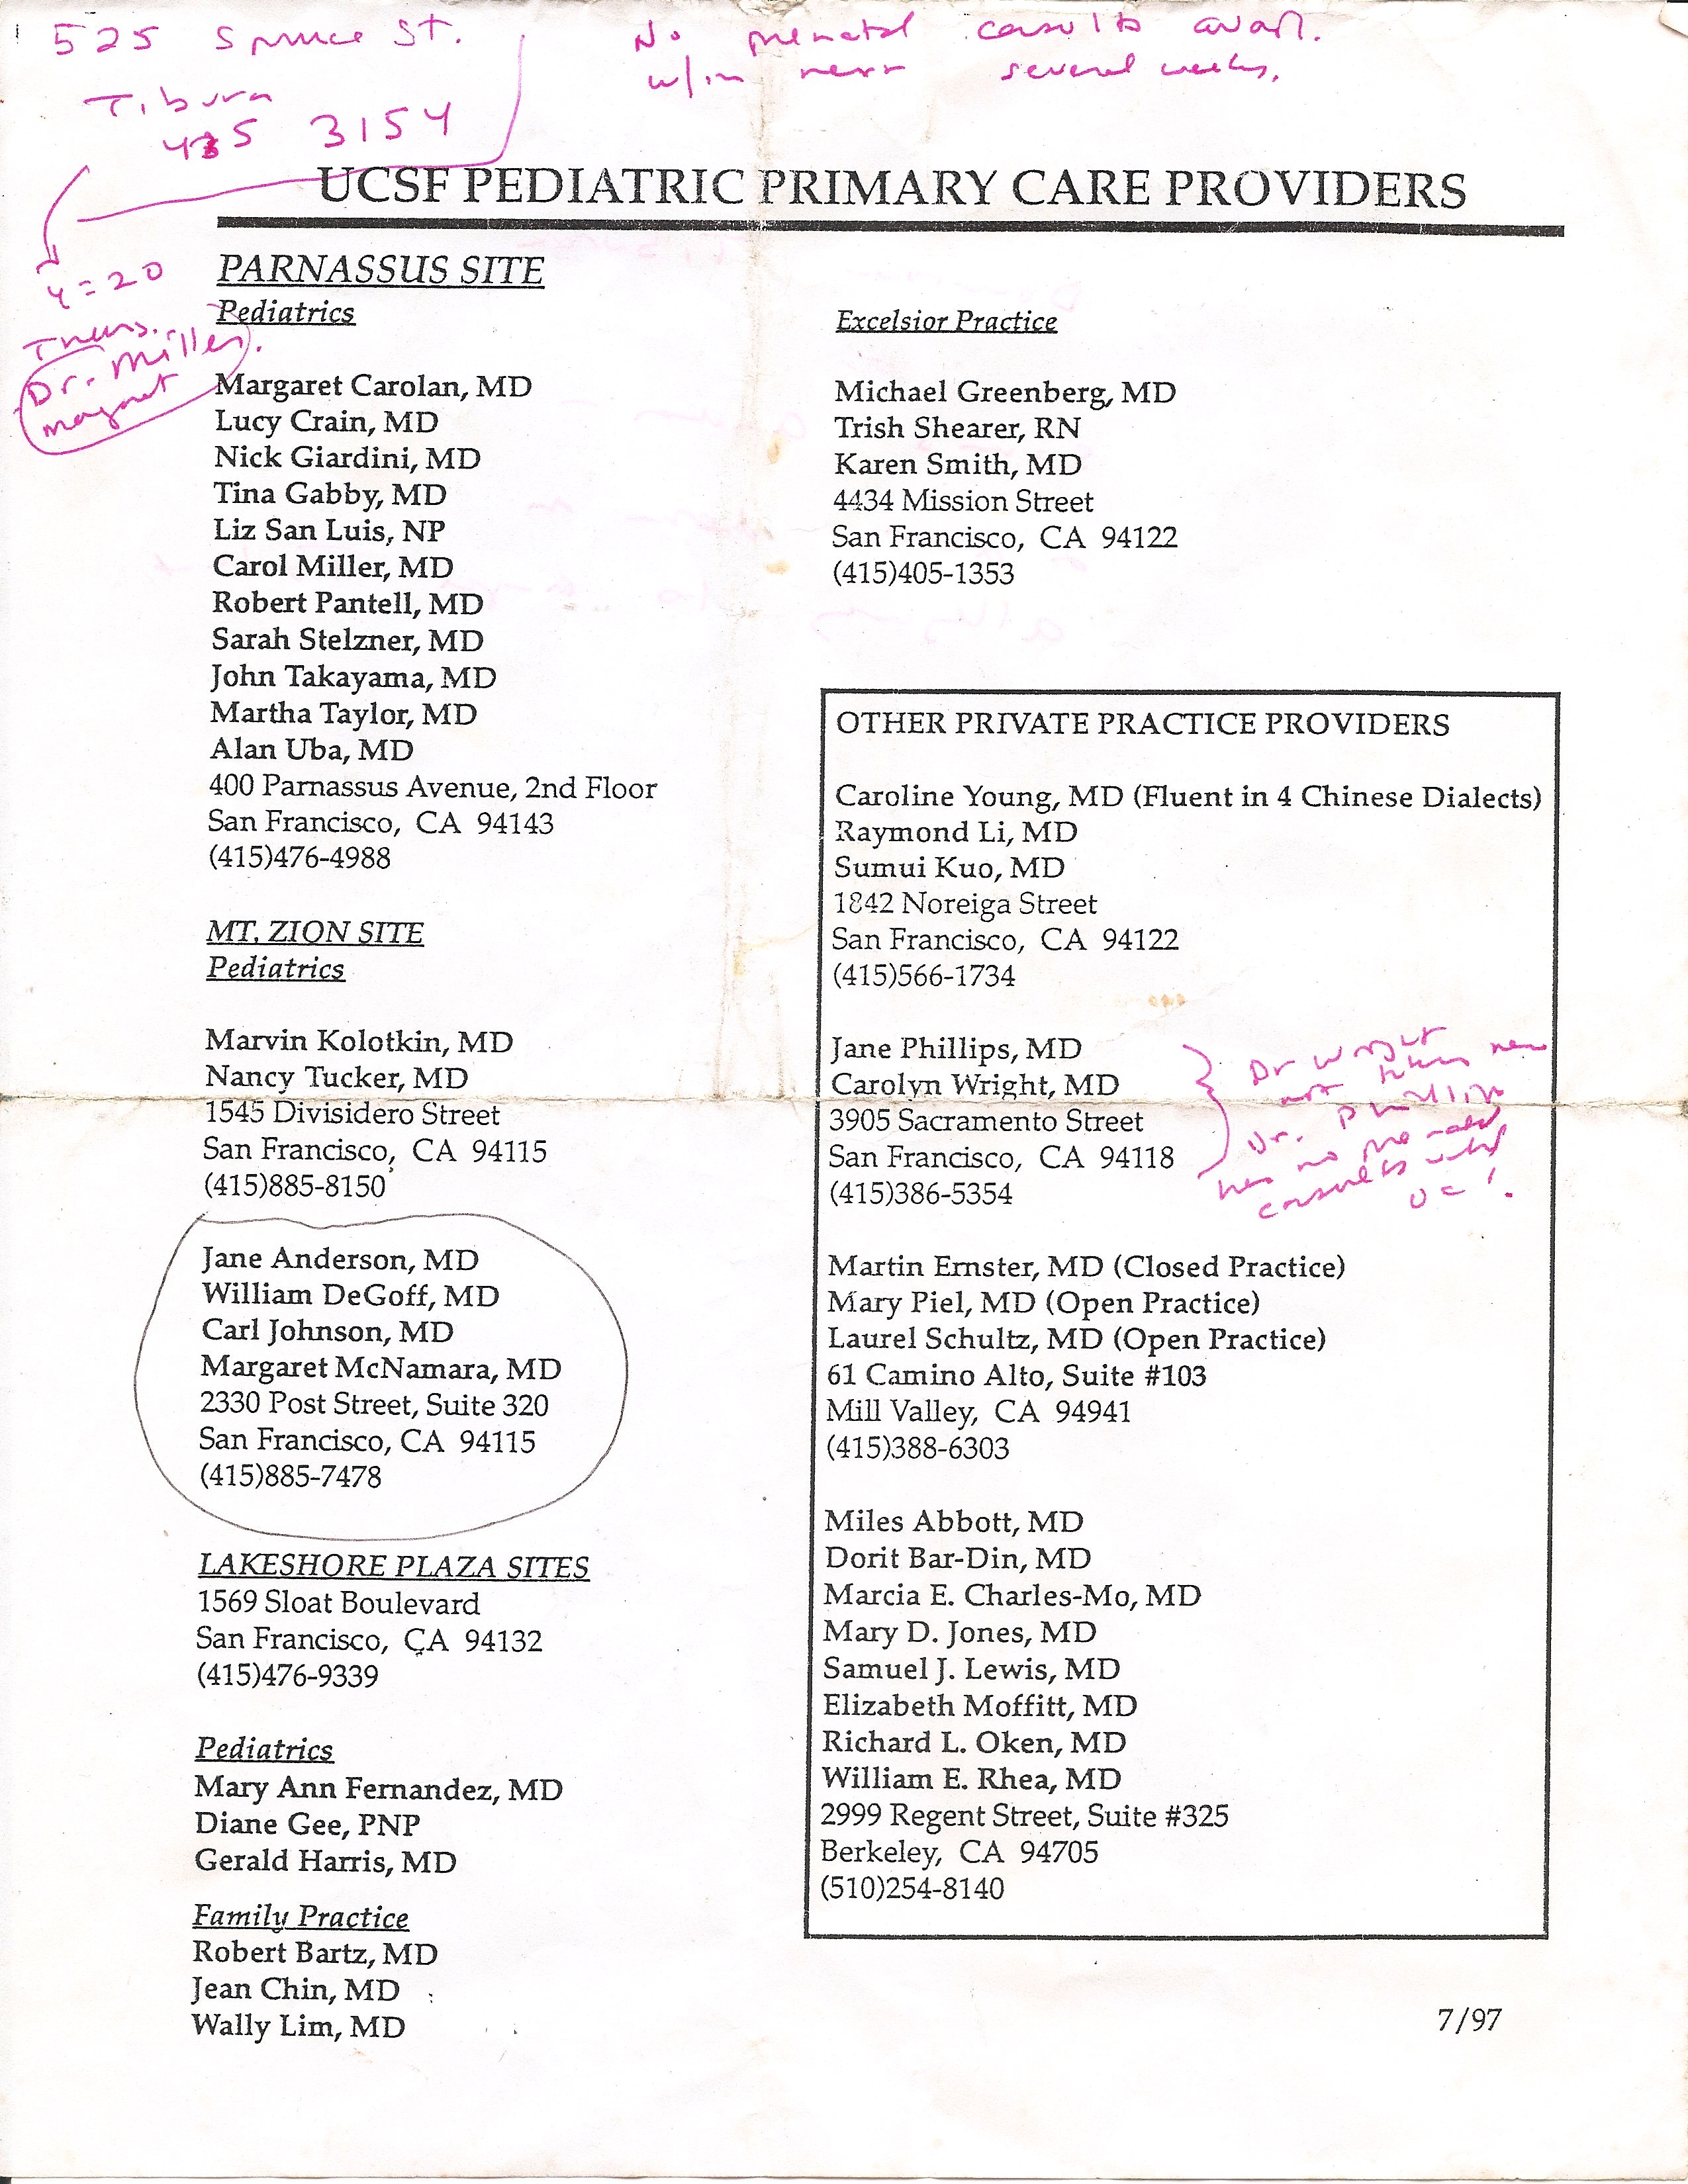 525 Spruce St.
Tiburn
435 3154
No prenatal consults avail.
w/in next several weeks.
UCSF PEDIATRIC PRIMARY CARE PROVIDERS
4:20
Thurs.
Dr. Miller.
PARNASSUS SITE
Pediatrics
Margaret Carolan, MD
Lucy Crain, MD
Nick Giardini, MD
Tina Gabby, MD
Liz San Luis, NP
Carol Miller, MD
Robert Pantell, MD
Sarah Stelzner, MD
John Takayama, MD
Martha Taylor, MD
Alan Uba, MD
400 Parnassus Avenue, 2nd Floor
San Francisco, CA 94143
(415)476-4988
MT. ZION SITE
Pediatrics
Marvin Kolotkin, MD
Nancy Tucker, MD
1545 Divisidero Street
San Francisco, CA 94115
(415)885-8150
Jane Anderson, MD
William DeGoff, MD
Carl Johnson, MD
Margaret McNamara, MD
2330 Post Street, Suite 320
San Francisco, CA 94115
(415)885-7478
LAKESHORE PLAZA SITES
1569 Sloat Boulevard
San Francisco, CA 94132
(415)476-9339
Pediatrics
Mary Ann Fernandez, MD
Diane Gee, PNP
Gerald Harris, MD
Family Practice
Robert Bartz, MD
Jean Chin, MD
Wally Lim, MD
Excelsior Practice
Michael Greenberg, MD
Trish Shearer, RN
Karen Smith, MD
4434 Mission Street
San Francisco, CA 94122
(415)405-1353
OTHER PRIVATE PRACTICE PROVIDERS
Caroline Young, MD (Fluent in 4 Chinese Dialects)
Raymond Li, MD
Sumui Kuo, MD
1842 Noreiga Street
San Francisco, CA 94122
(415)566-1734
Jane Phillips, MD
Carolyn Wright, MD
3905 Sacramento Street
San Francisco, CA 94118
(415)386-5354
Dr Wright
not taking new
Dr. Phillips
has no prenatal
consults until
Oct.
Martin Ernster, MD (Closed Practice)
Mary Piel, MD (Open Practice)
Laurel Schultz, MD (Open Practice)
61 Camino Alto, Suite #103
Mill Valley, CA 94941
(415)388-6303
Miles Abbott, MD
Dorit Bar-Din, MD
Marcia E. Charles-Mo, MD
Mary D. Jones, MD
Samuel J. Lewis, MD
Elizabeth Moffitt, MD
Richard L. Oken, MD
William E. Rhea, MD
2999 Regent Street, Suite #325
Berkeley, CA 94705
(510)254-8140
7/97